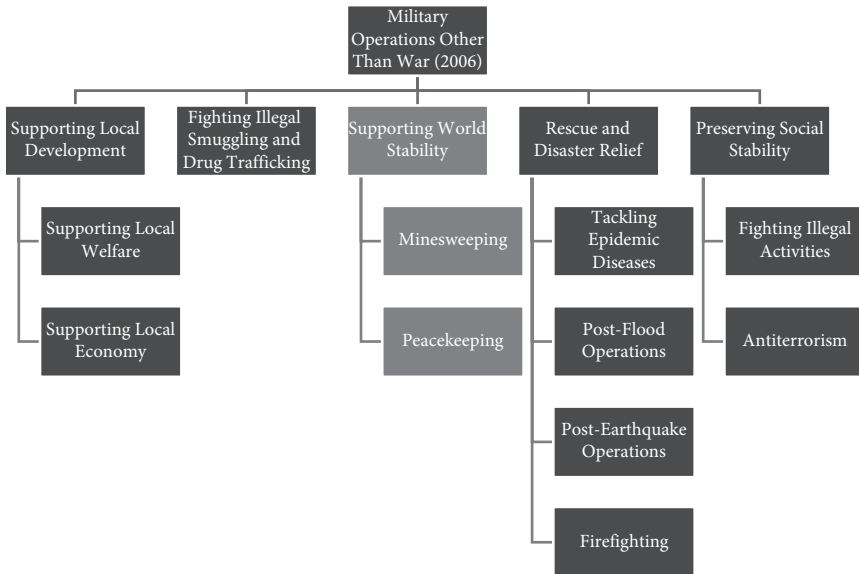 Military
Operations Other
Than War (2006)
Supporting Local
Development
Fighting Illegal
Smuggling and
Drug Trafficking
Supporting World
Stability
Rescue and
Disaster Relief
Preserving Social
Stability
Supporting Local
Welfare
Supporting Local
Economy
Minesweeping
Peacekeeping
Tackling
Epidemic
Diseases
Post-Flood
Operations
Post-Earthquake
Operations
Firefighting
Fighting Illegal
Activities
Antiterrorism